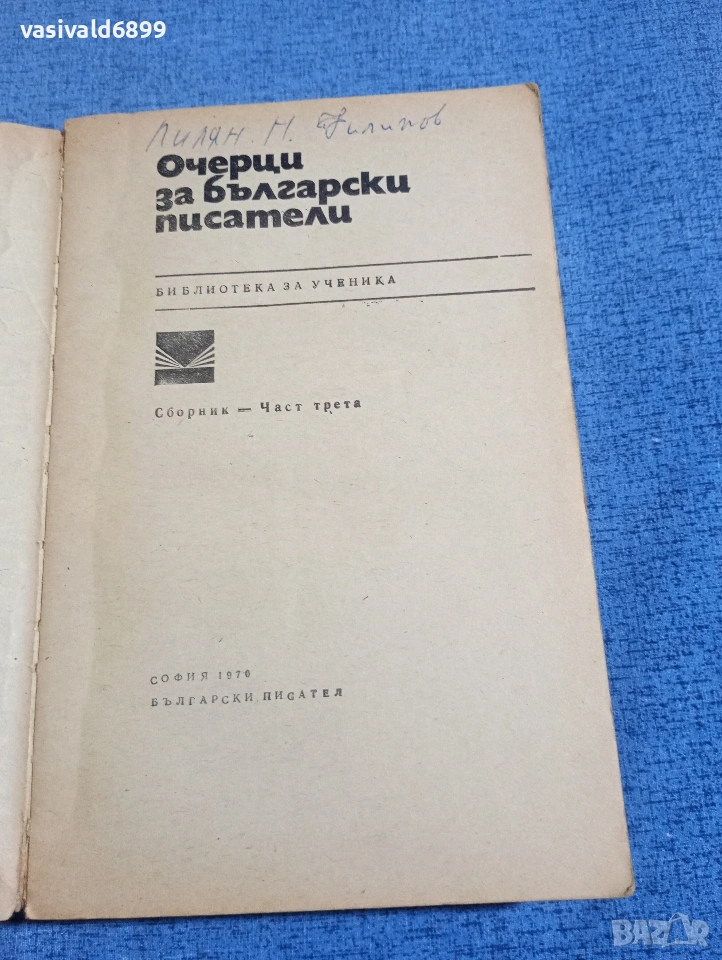 vasivald6899
Лилян. Н. Филипов
Очерци
за български
писатели
БИБЛИОТЕКА ЗА УЧЕНИКА
Сборник — Част трета
СОФИЯ 1970
БЪЛГАРСКИ ПИСАТЕЛ
BAZAR